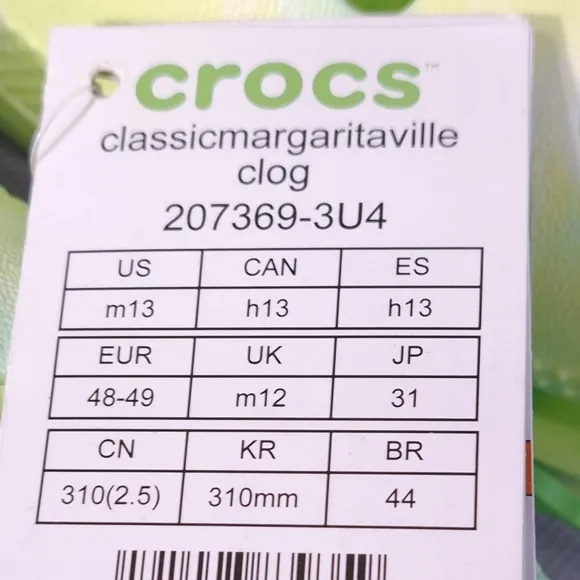 crocs™
classicmargaritaville
clog
207369-3U4
US CAN ES
m13 h13 h13
EUR UK JP
48-49 m12 31
CN KR BR
310(2.5) 310mm 44